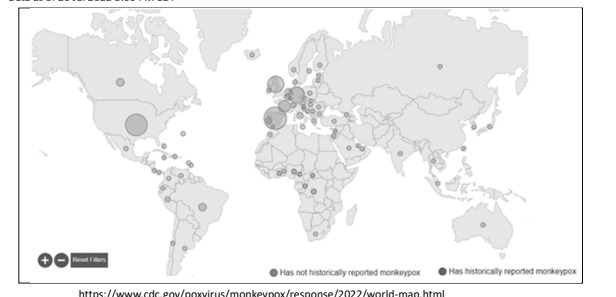 + − Reset Filters
Has not historically reported monkeypox
Has historically reported monkeypox
https://www.cdc.gov/poxvirus/monkeypox/response/2022/world-map.html